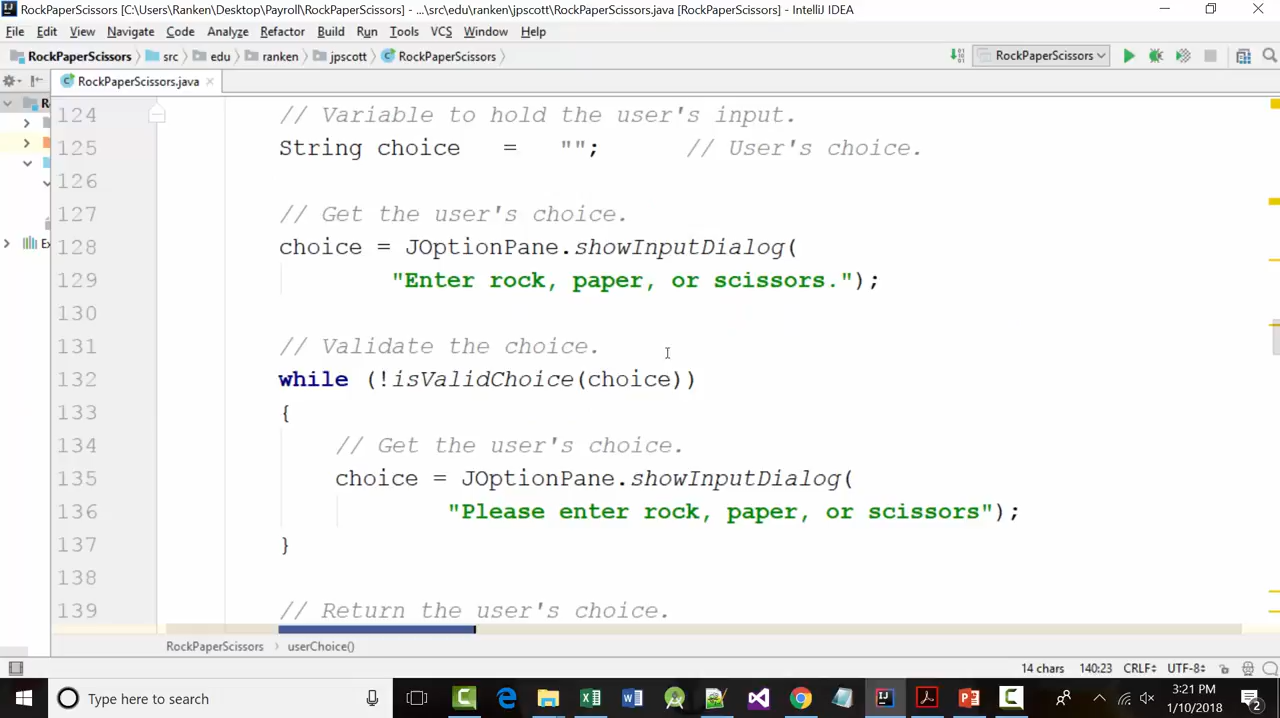 RockPaperScissors [C:\Users\Ranken\Desktop\Payroll\RockPaperScissors] - ...\src\edu\ranken\jpscott\RockPaperScissors.java [RockPaperScissors] - IntelliJ IDEA
File Edit View Navigate Code Analyze Refactor Build Run Tools VCS Window Help
RockPaperScissors src edu ranken jpscott RockPaperScissors RockPaperScissors
RockPaperScissors.java
124 // Variable to hold the user's input.
125 String choice = ""; // User's choice.
126
127 // Get the user's choice.
128 choice = JOptionPane.showInputDialog(
129 "Enter rock, paper, or scissors.");
130
131 // Validate the choice.
132 while (!isValidChoice(choice))
133 {
134 // Get the user's choice.
135 choice = JOptionPane.showInputDialog(
136 "Please enter rock, paper, or scissors");
137 }
138
139 // Return the user's choice.
RockPaperScissors userChoice()
14 chars 140:23 CRLF UTF-8
Type here to search
3:21 PM
1/10/2018
2